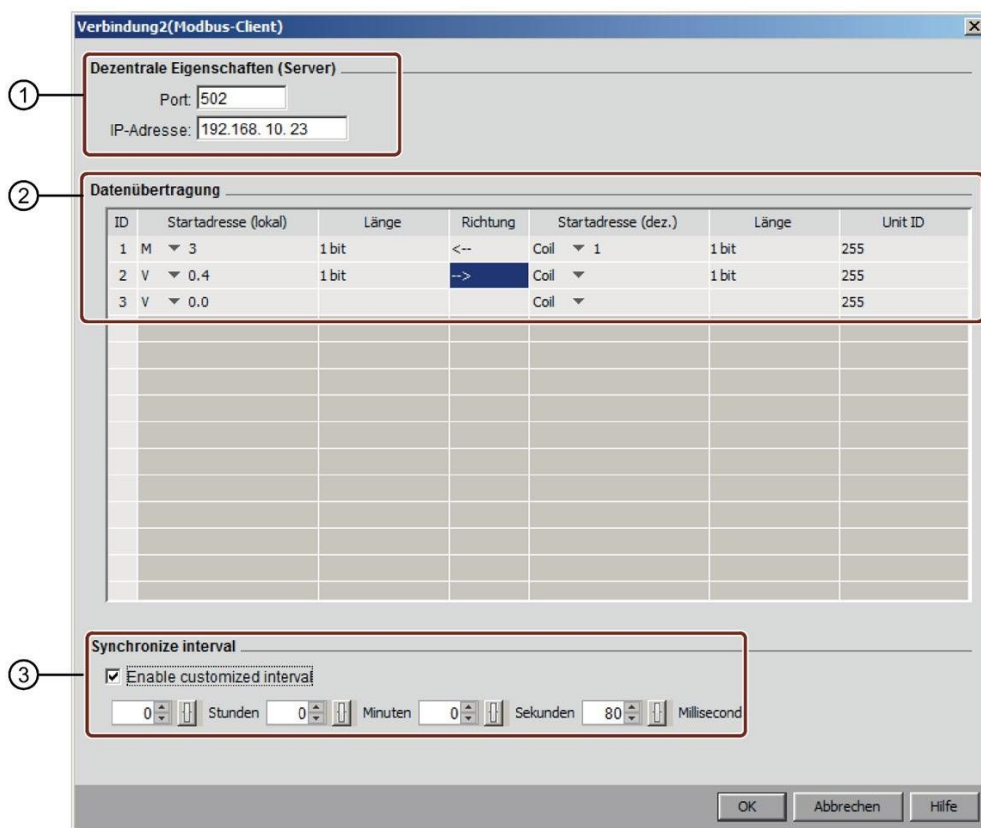 Verbindung2(Modbus-Client)
Dezentrale Eigenschaften (Server)
1
Port: 502
IP-Adresse: 192.168. 10. 23
2
Datenübertragung
ID Startadresse (lokal) Länge Richtung Startadresse (dez.) Länge Unit ID
1 M 3 1 bit <-- Coil 1 1 bit 255
2 V 0.4 1 bit --> Coil 1 bit 255
3 V 0.0 Coil 255
Synchronize interval
3
Enable customized interval
0 Stunden 0 Minuten 0 Sekunden 80 Millisecond
OK Abbrechen Hilfe